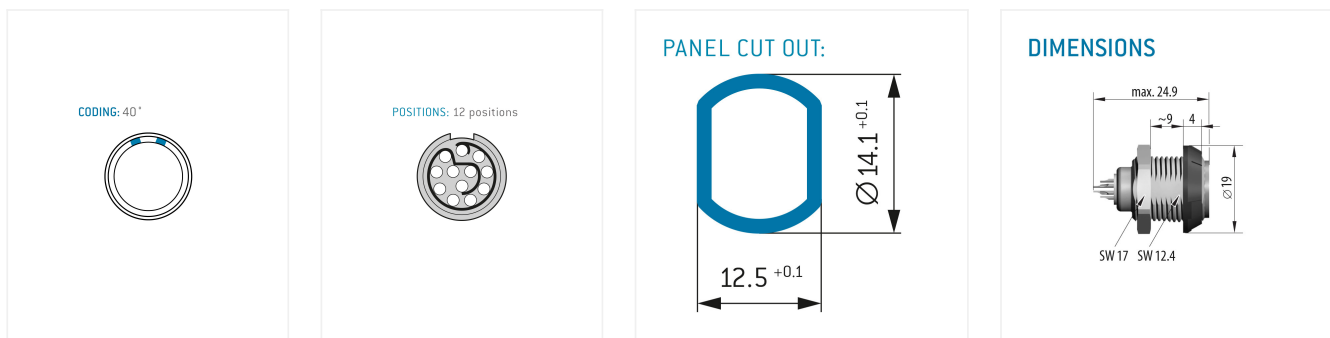 CODING: 40°
POSITIONS: 12 positions
PANEL CUT OUT:
Ø 14.1 +0.1
12.5 +0.1
DIMENSIONS
max. 24.9
~9
4
Ø 19
SW 17
SW 12.4